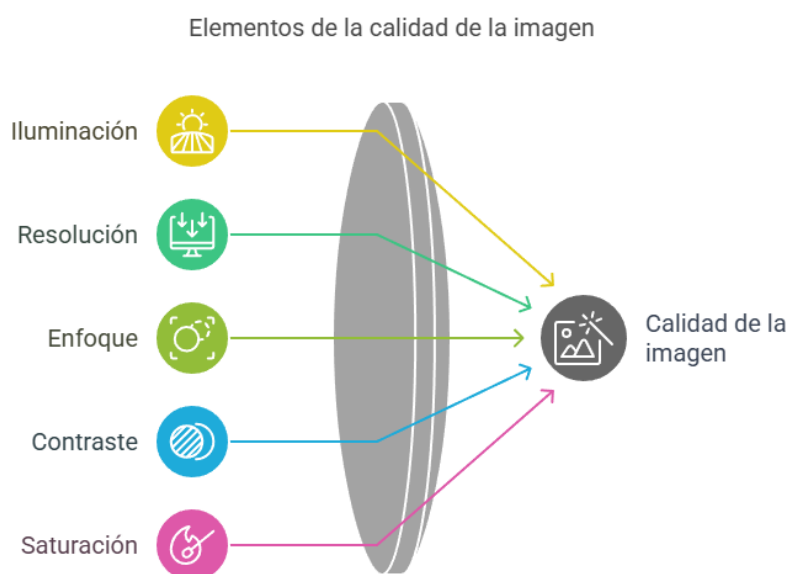 Elementos de la calidad de la imagen
Iluminación
Resolución
Enfoque
Contraste
Saturación
Calidad de la
imagen